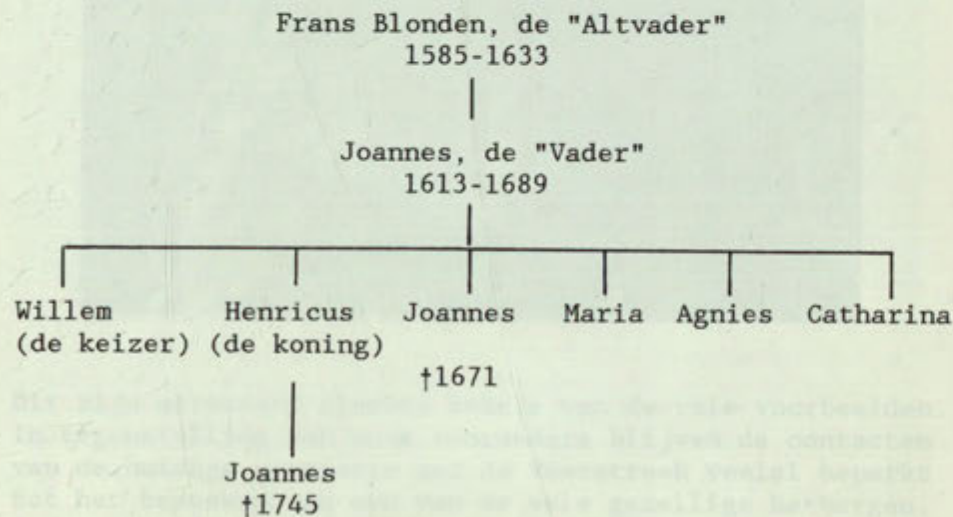 Frans Blonden, de "Altvader"
1585-1633
Joannes, de "Vader"
1613-1689
Willem Henricus Joannes Maria Agnies Catharina
(de keizer) (de koning)
†1671
Joannes
†1745